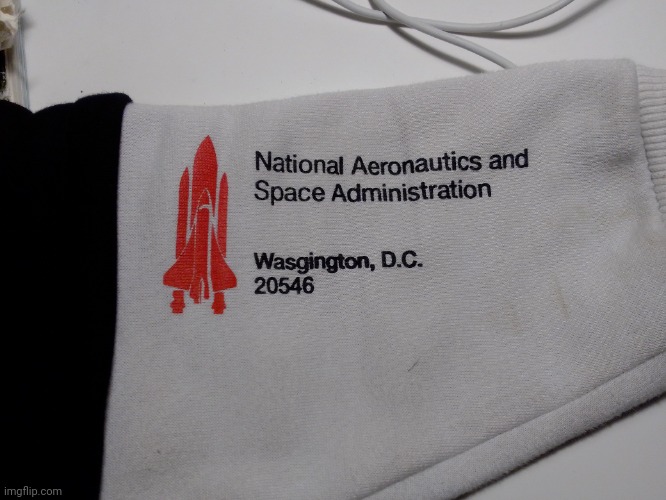 National Aeronautics and
Space Administration
Wasgington, D.C.
20546
imgflip.com